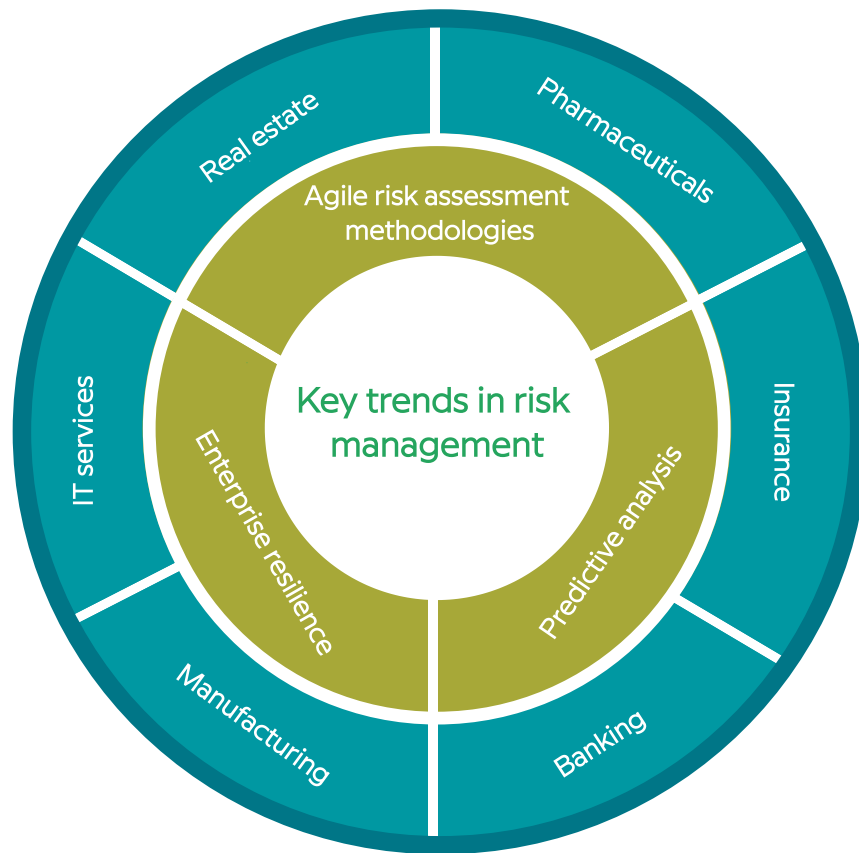 Real estate
Pharmaceuticals
Agile risk assessment
methodologies
Key trends in risk
management
IT services
Insurance
Enterprise resilience
Predictive analysis
Manufacturing
Banking